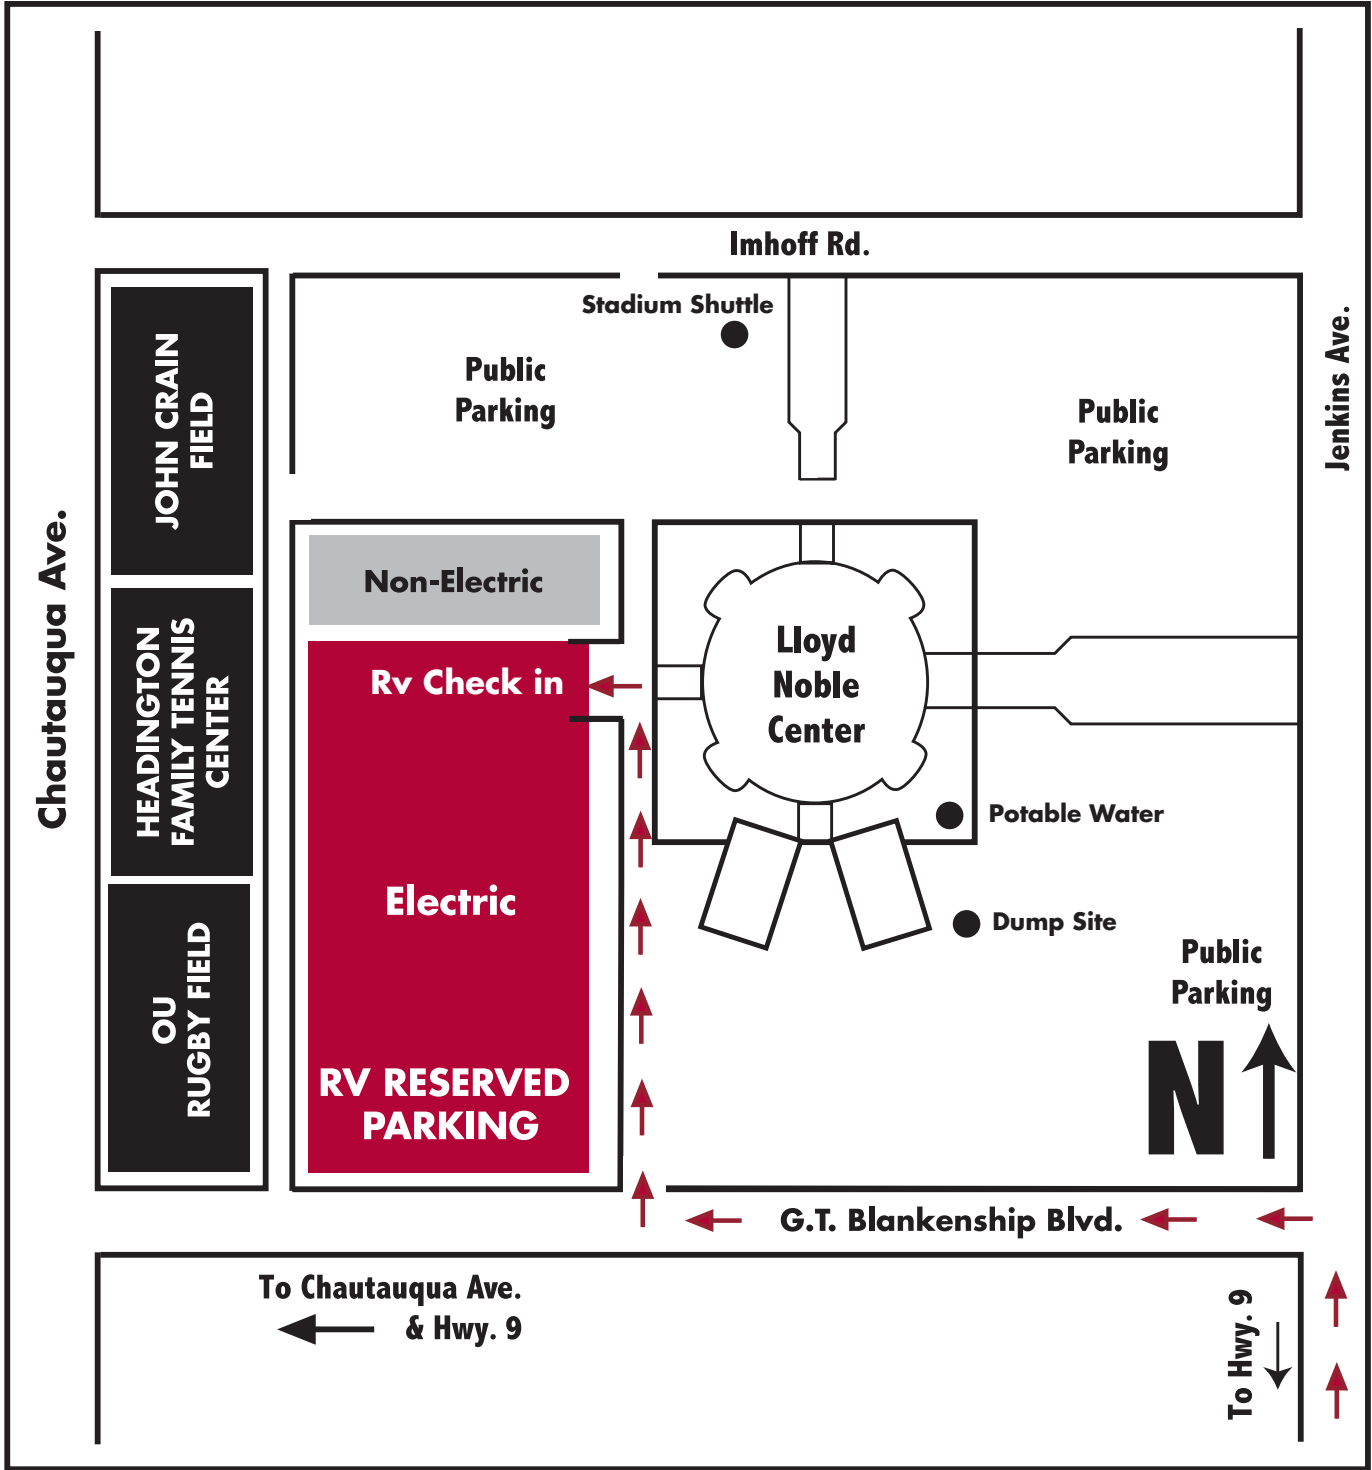 Imhoff Rd.
Stadium Shuttle
Public
Parking
Public
Parking
Jenkins Ave.
JOHN CRAIN
FIELD
Chautauqua Ave.
HEADINGTON
FAMILY TENNIS
CENTER
OU
RUGBY FIELD
Non-Electric
Rv Check in
Electric
RV RESERVED
PARKING
Lloyd
Noble
Center
Potable Water
Dump Site
Public
Parking
N
G.T. Blankenship Blvd.
To Chautauqua Ave.
& Hwy. 9
To Hwy. 9